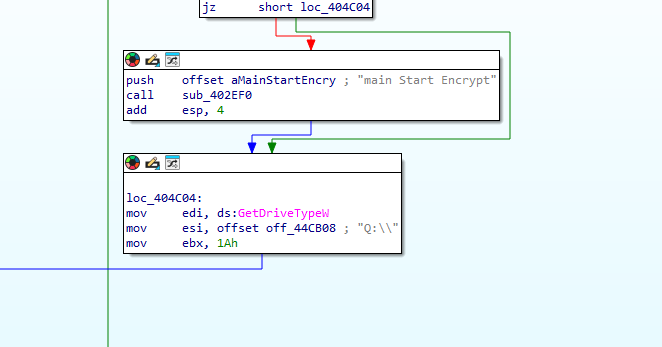 jz short loc_404C04
push offset aMainStartEncry ; "main Start Encrypt"
call sub_402EF0
add esp, 4
loc_404C04:
mov edi, ds:GetDriveTypeW
mov esi, offset off_44CB08 ; "Q:\\"
mov ebx, 1Ah